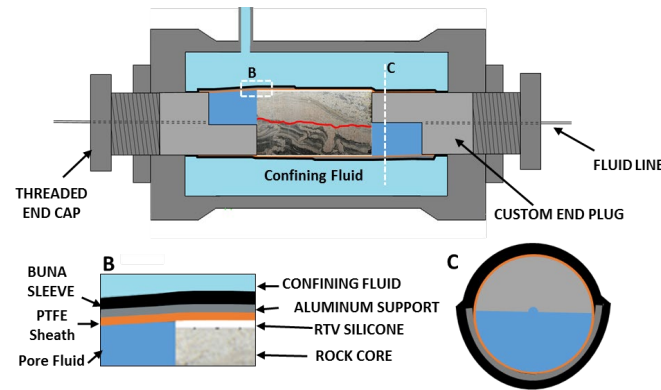 B
C
Confining Fluid
THREADED
END CAP
FLUID LINE
CUSTOM END PLUG
B
BUNA
SLEEVE
PTFE
Sheath
Pore Fluid
CONFINING FLUID
ALUMINUM SUPPORT
RTV SILICONE
ROCK CORE
C